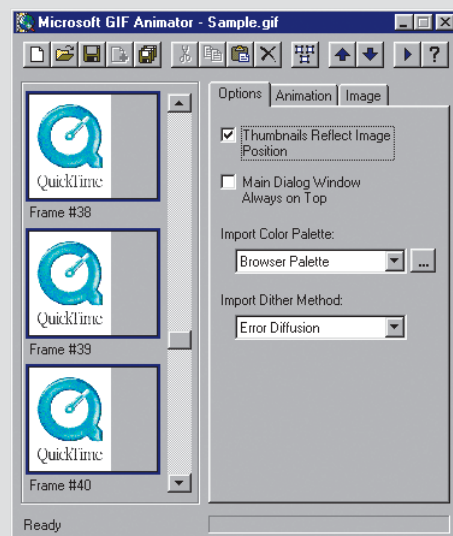 Microsoft GIF Animator - Sample.gif
?
Options
Animation
Image
QuickTime
Frame #38
QuickTime
Frame #39
QuickTime
Frame #40
Thumbnails Reflect Image
Position
Main Dialog Window
Always on Top
Import Color Palette:
Browser Palette
...
Import Dither Method:
Error Diffusion
Ready